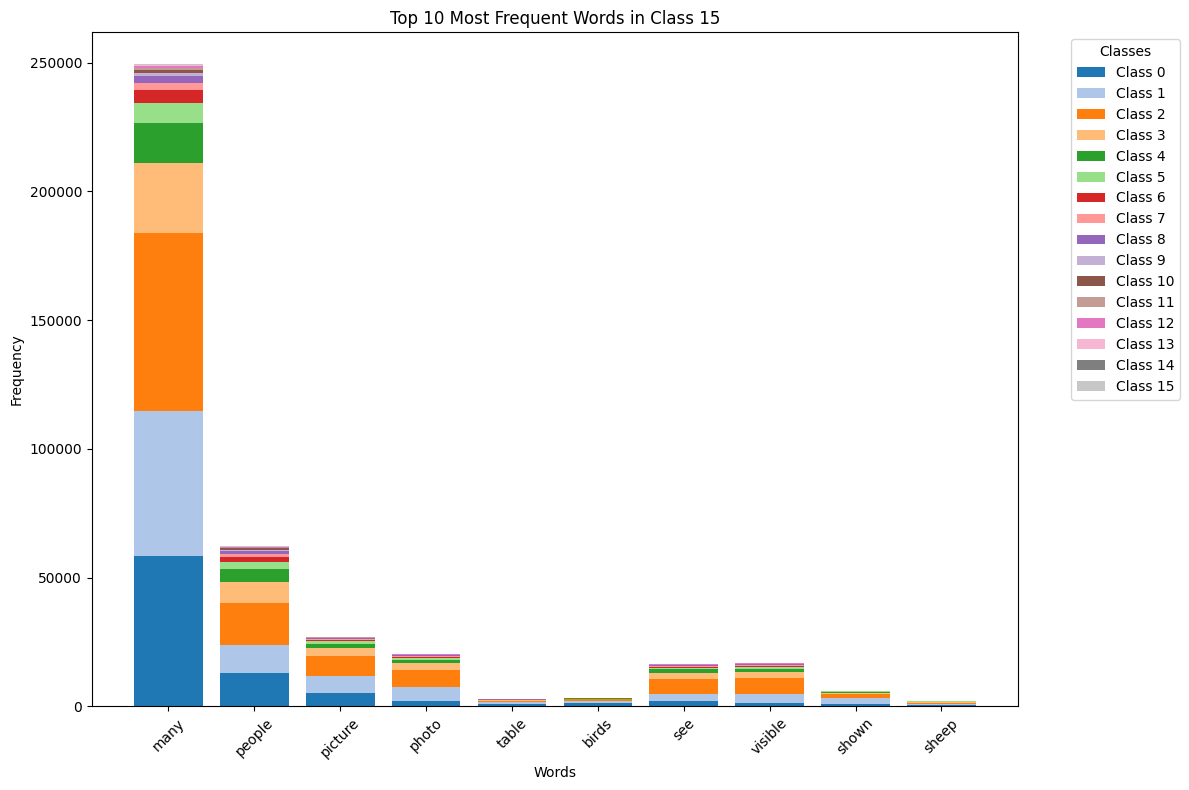 Top 10 Most Frequent Words in Class 15
Frequency
250000
200000
150000
100000
50000
0
many
people
picture
photo
table
birds
see
visible
shown
sheep
Words
Classes
Class 0
Class 1
Class 2
Class 3
Class 4
Class 5
Class 6
Class 7
Class 8
Class 9
Class 10
Class 11
Class 12
Class 13
Class 14
Class 15